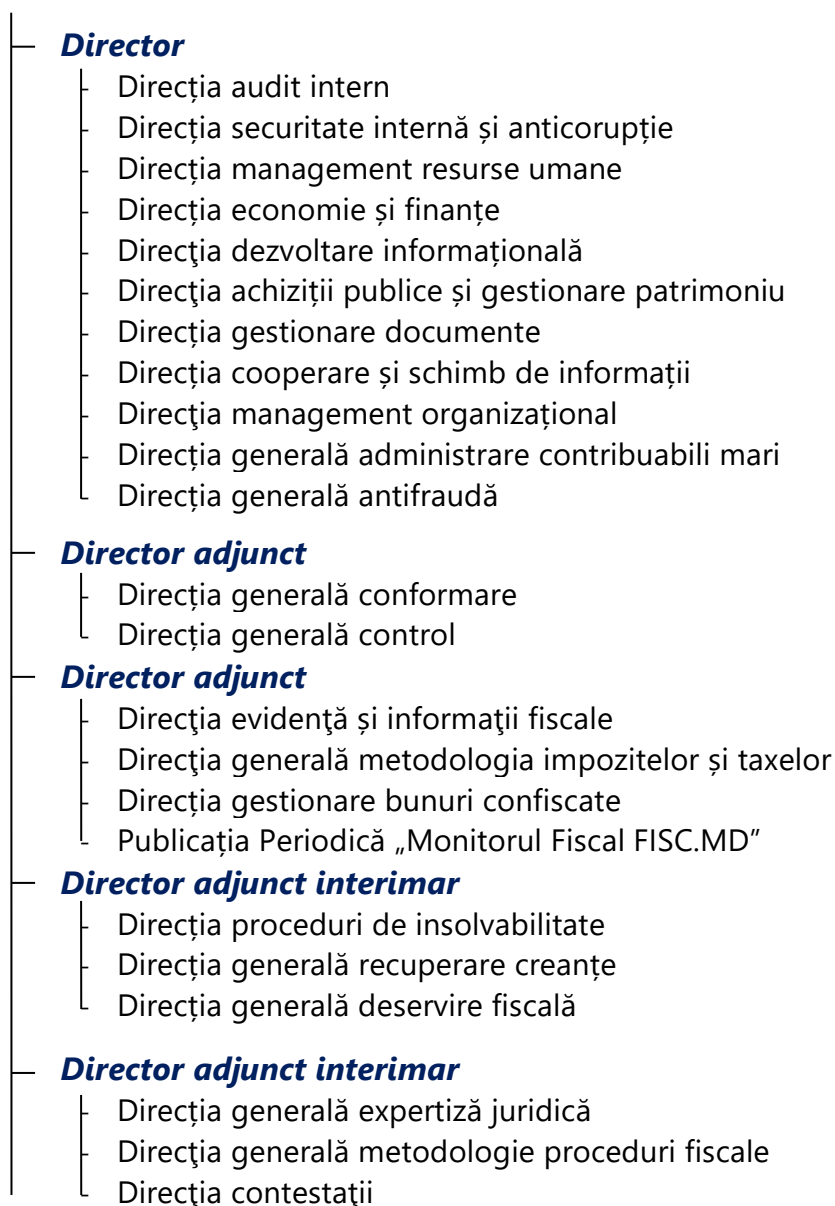 Director
Direcția audit intern
Direcția securitate internă și anticorupție
Direcția management resurse umane
Direcția economie și finanțe
Direcţia dezvoltare informațională
Direcţia achiziții publice și gestionare patrimoniu
Direcția gestionare documente
Direcția cooperare și schimb de informații
Direcţia management organizațional
Direcția generală administrare contribuabili mari
Direcția generală antifraudă
Director adjunct
Direcția generală conformare
Direcția generală control
Director adjunct
Direcţia evidenţă și informaţii fiscale
Direcţia generală metodologia impozitelor și taxelor
Direcția gestionare bunuri confiscate
Publicația Periodică „Monitorul Fiscal FISC.MD”
Director adjunct interimar
Direcția proceduri de insolvabilitate
Direcția generală recuperare creanțe
Direcția generală deservire fiscală
Director adjunct interimar
Direcția generală expertiză juridică
Direcţia generală metodologie proceduri fiscale
Direcţia contestaţii